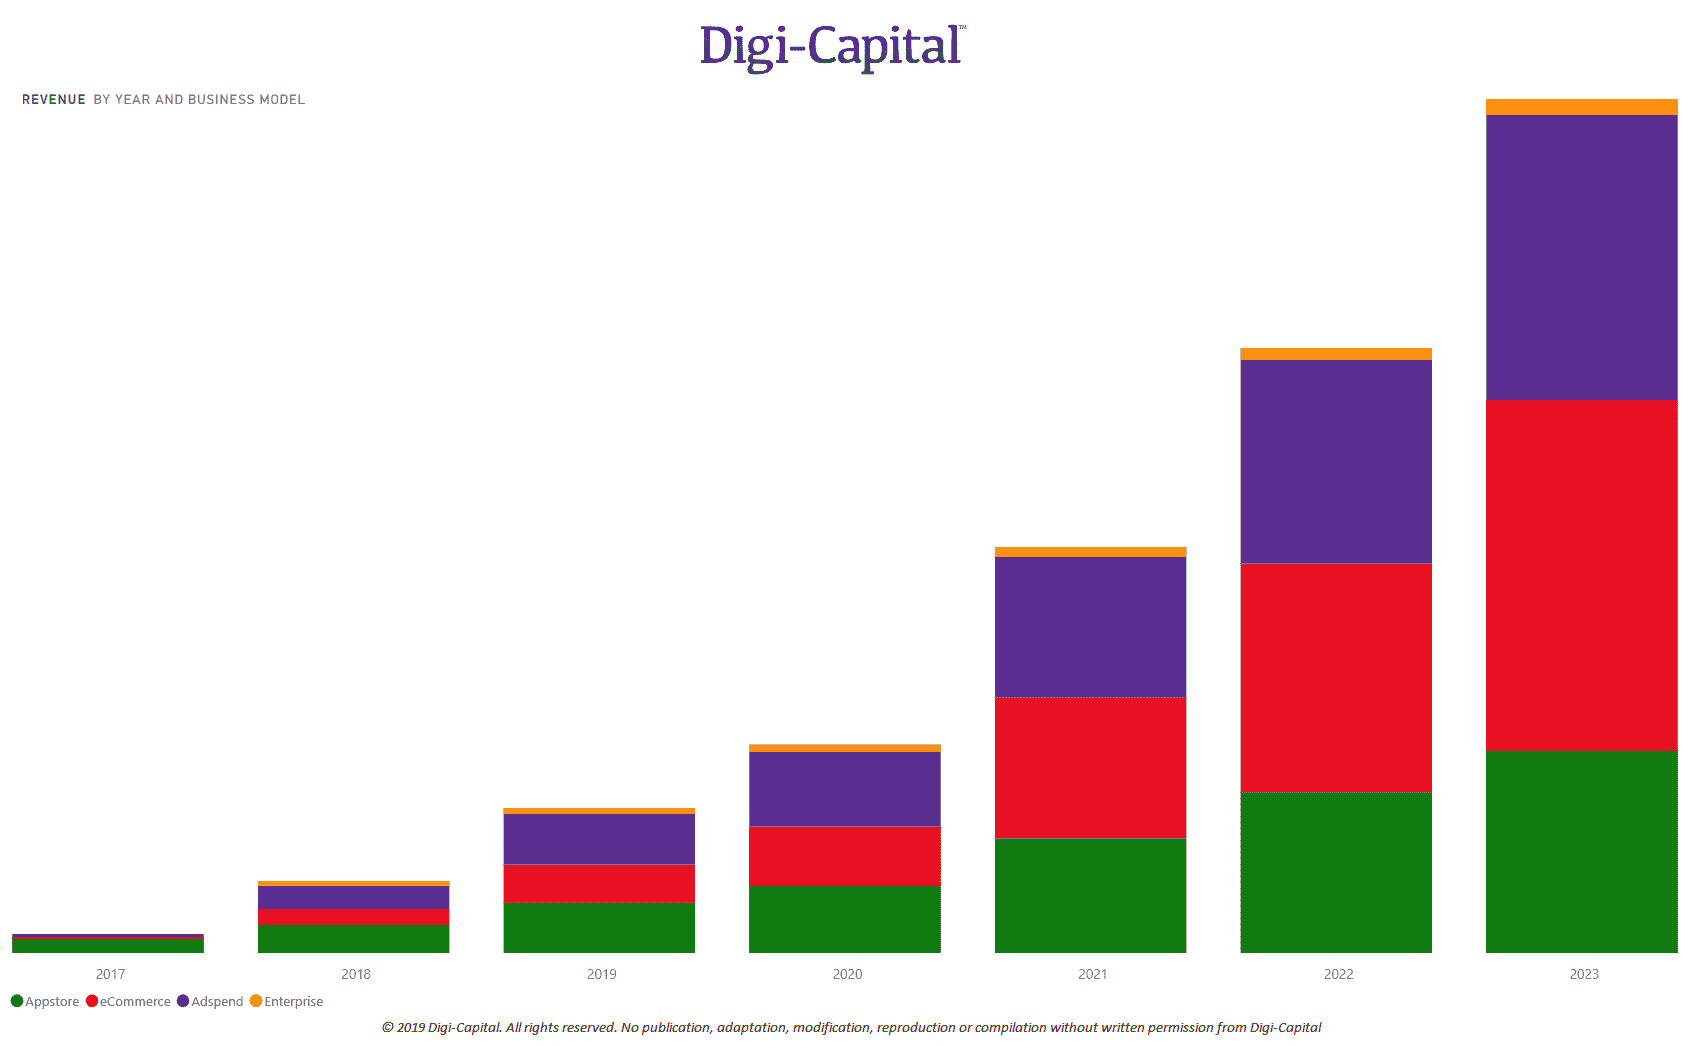 Digi-Capital™
REVENUE BY YEAR AND BUSINESS MODEL
2017 2018 2019 2020 2021 2022 2023
Appstore eCommerce Adspend Enterprise
© 2019 Digi-Capital. All rights reserved. No publication, adaptation, modification, reproduction or compilation without written permission from Digi-Capital